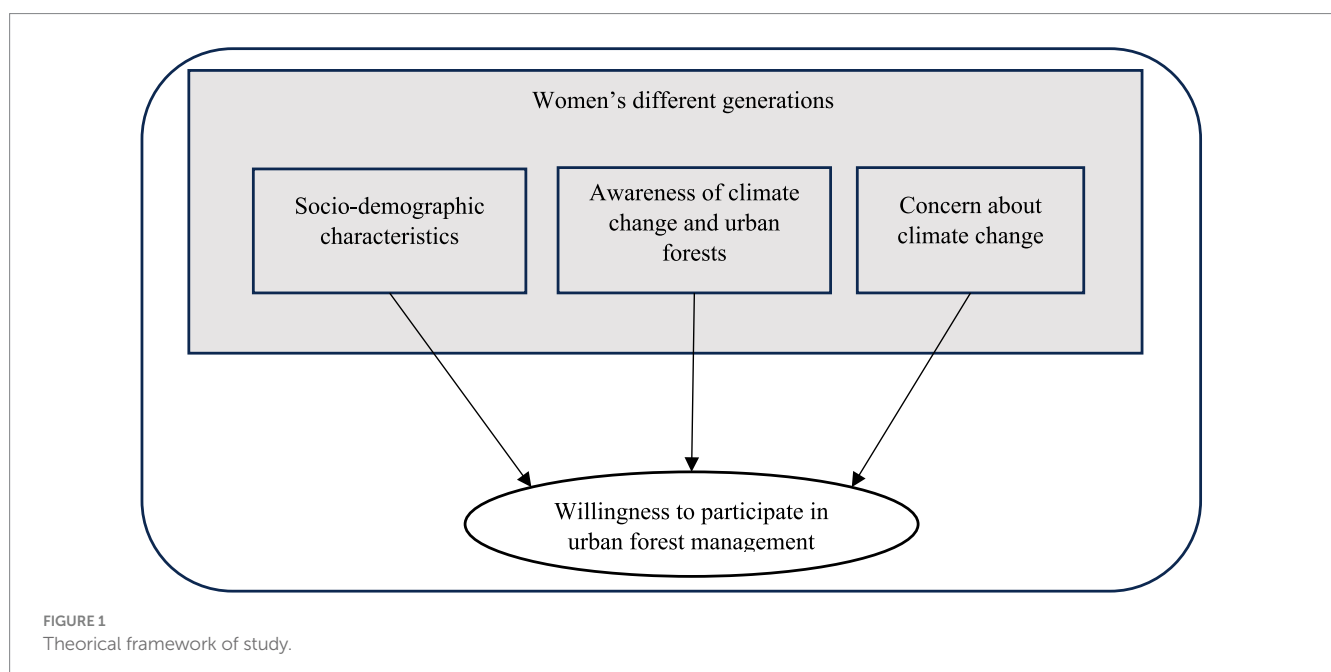 Women's different generations
Socio-demographic
characteristics
Awareness of climate
change and urban
forests
Concern about
climate change
Willingness to participate in
urban forest management
FIGURE 1
Theorical framework of study.